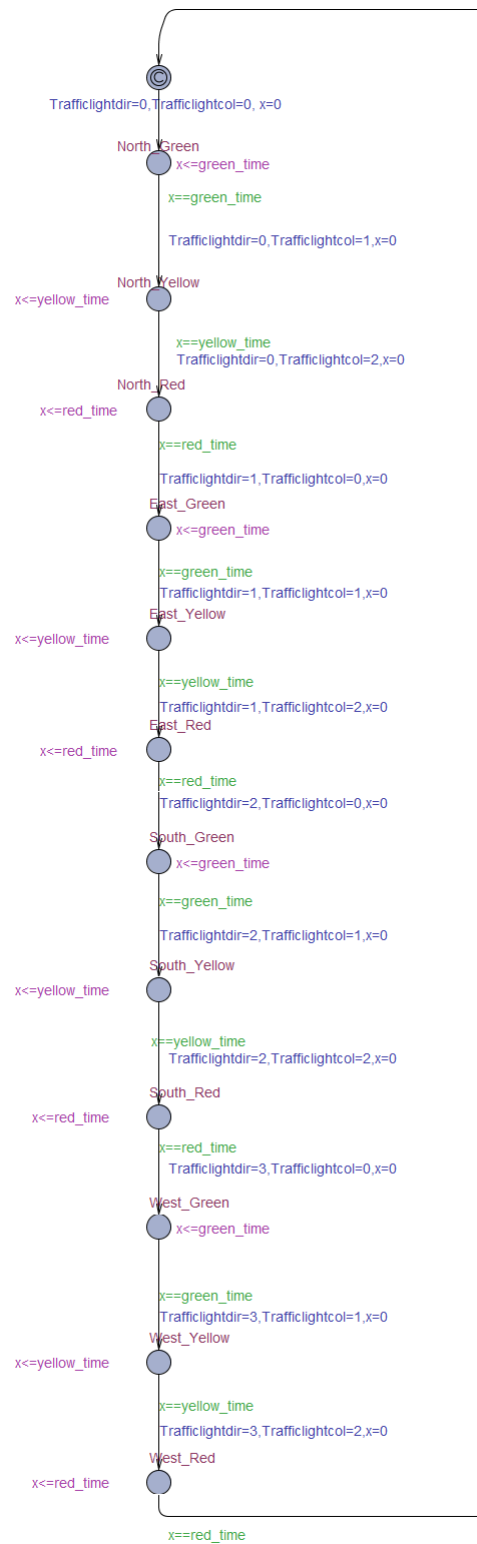 C
Trafficlightdir=0,Trafficlightcol=0, x=0
North_Green
x<=green_time
x==green_time
Trafficlightdir=0,Trafficlightcol=1,x=0
North_Yellow
x<=yellow_time
x==yellow_time
Trafficlightdir=0,Trafficlightcol=2,x=0
North_Red
x<=red_time
x==red_time
Trafficlightdir=1,Trafficlightcol=0,x=0
East_Green
x<=green_time
x==green_time
Trafficlightdir=1,Trafficlightcol=1,x=0
East_Yellow
x<=yellow_time
x==yellow_time
Trafficlightdir=1,Trafficlightcol=2,x=0
East_Red
x<=red_time
x==red_time
Trafficlightdir=2,Trafficlightcol=0,x=0
South_Green
x<=green_time
x==green_time
Trafficlightdir=2,Trafficlightcol=1,x=0
South_Yellow
x<=yellow_time
x==yellow_time
Trafficlightdir=2,Trafficlightcol=2,x=0
South_Red
x<=red_time
x==red_time
Trafficlightdir=3,Trafficlightcol=0,x=0
West_Green
x<=green_time
x==green_time
Trafficlightdir=3,Trafficlightcol=1,x=0
West_Yellow
x<=yellow_time
x==yellow_time
Trafficlightdir=3,Trafficlightcol=2,x=0
West_Red
x<=red_time
x==red_time